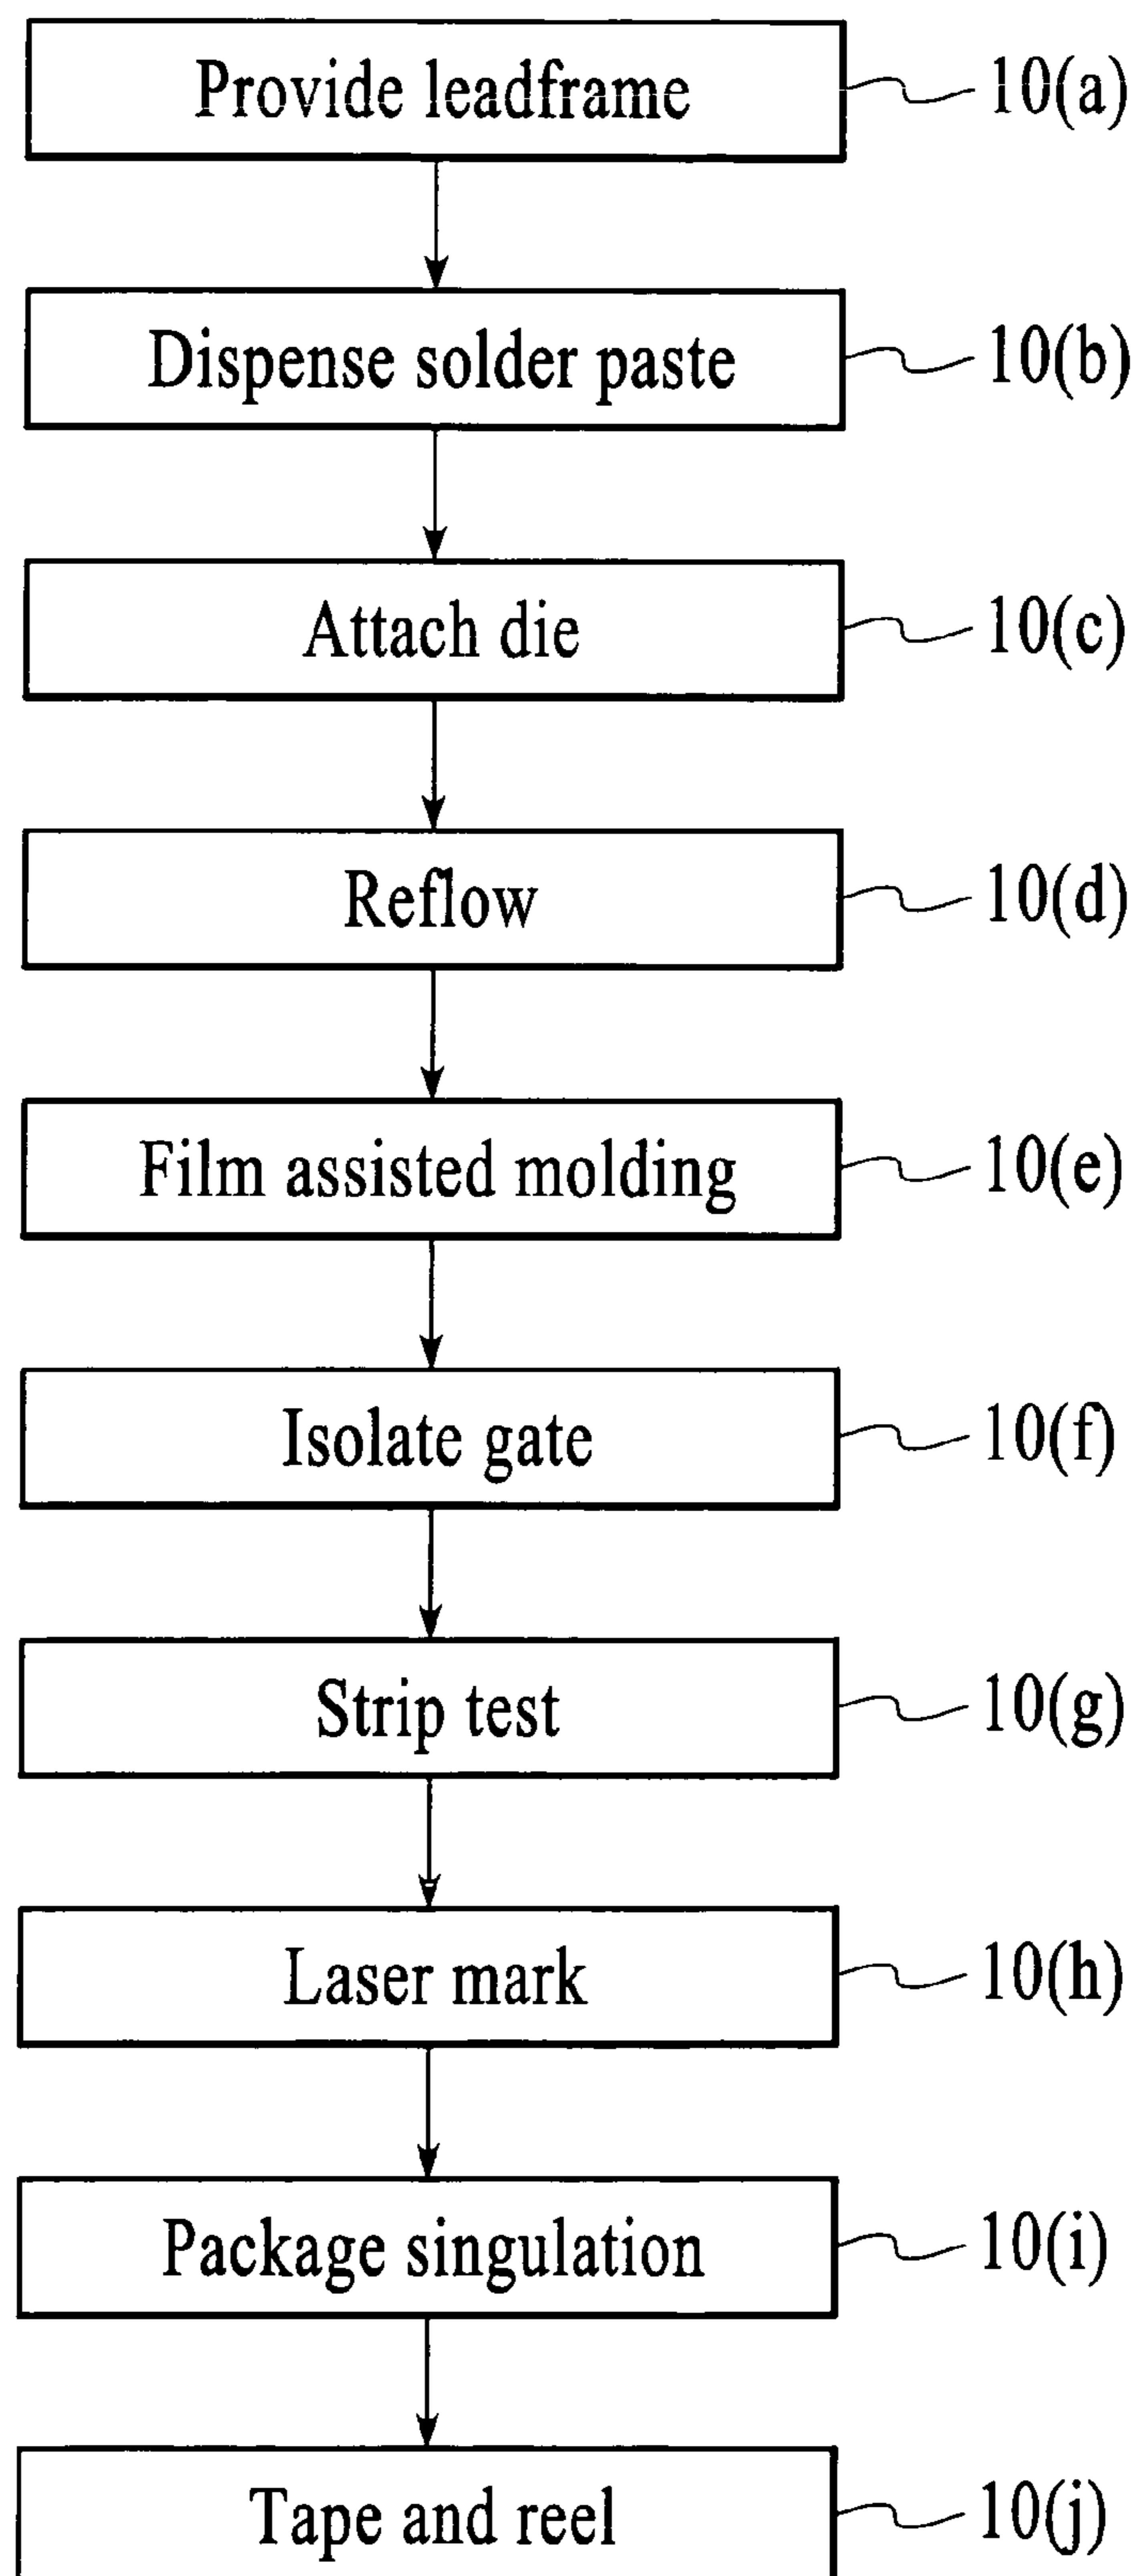 Provide leadframe 10(a)
Dispense solder paste 10(b)
Attach die 10(c)
Reflow 10(d)
Film assisted molding 10(e)
Isolate gate 10(f)
Strip test 10(g)
Laser mark 10(h)
Package singulation 10(i)
Tape and reel 10(j)